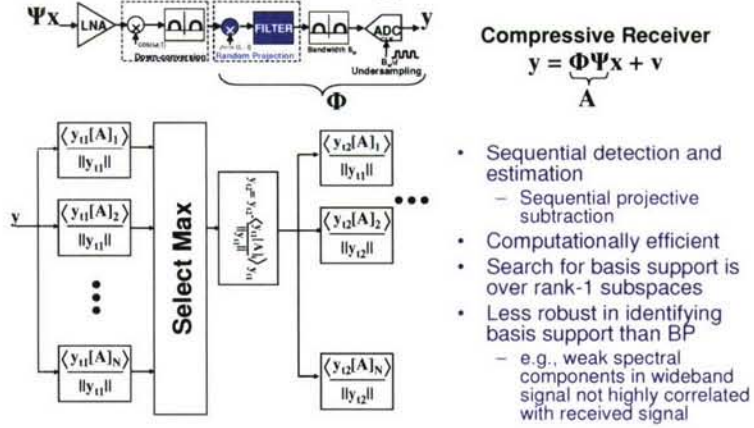 Ψx
LNA
cos(ω t)
Down-conversion
Random Projection
FILTER
Bandwidth B
ADC
B
Undersampling
y
Φ
Compressive Receiver
y = ΦΨx + v
A
y
⟨y_t1[A]_1⟩
||y_t1||
⟨y_t1[A]_2⟩
||y_t1||
•••
⟨y_t1[A]_N⟩
||y_t1||
Select Max
⟨y_t2[A]_1⟩
||y_t1||
⟨y_t2[A]_2⟩
||y_t2||
•••
⟨y_t2[A]_N⟩
||y_t2||
• Sequential detection and
estimation
– Sequential projective
subtraction
• Computationally efficient
• Search for basis support is
over rank-1 subspaces
• Less robust in identifying
basis support than BP
– e.g., weak spectral
components in wideband
signal not highly correlated
with received signal